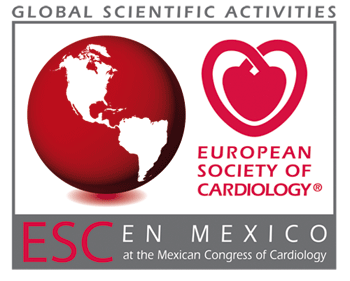 GLOBAL SCIENTIFIC ACTIVITIES
EUROPEAN
SOCIETY OF
CARDIOLOGY®
ESC EN MEXICO
at the Mexican Congress of Cardiology